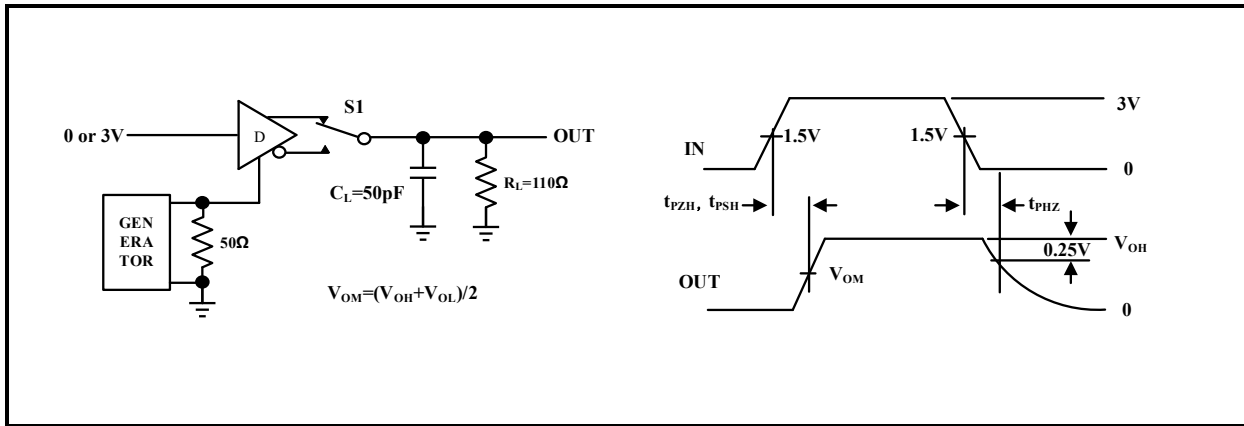 S1
0 or 3V
D
OUT
C_L=50pF
R_L=110Ω
GEN
ERA
TOR
50Ω
V_OM=(V_OH+V_OL)/2
3V
IN
1.5V
1.5V
0
t_PZH, t_PSH
t_PHZ
V_OH
0.25V
OUT
V_OM
0